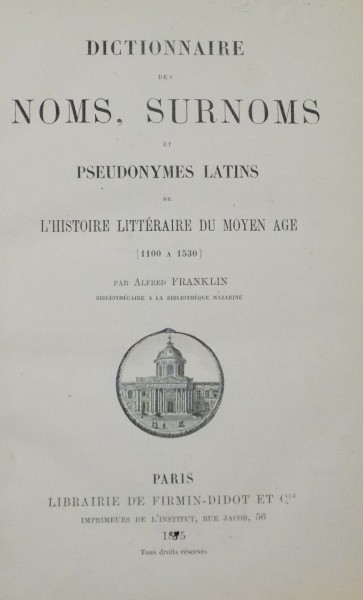 DICTIONNAIRE
DES
NOMS, SURNOMS
ET
PSEUDONYMES LATINS
DE
L'HISTOIRE LITTÉRAIRE DU MOYEN AGE
[1100 A 1530]
PAR ALFRED FRANKLIN
BIBLIOTHÉCAIRE A LA BIBLIOTHÈQUE MAZARINE
PARIS
LIBRAIRIE DE FIRMIN-DIDOT ET Cie
IMPRIMEURS DE L'INSTITUT, RUE JACOB, 56
Tous droits réservés